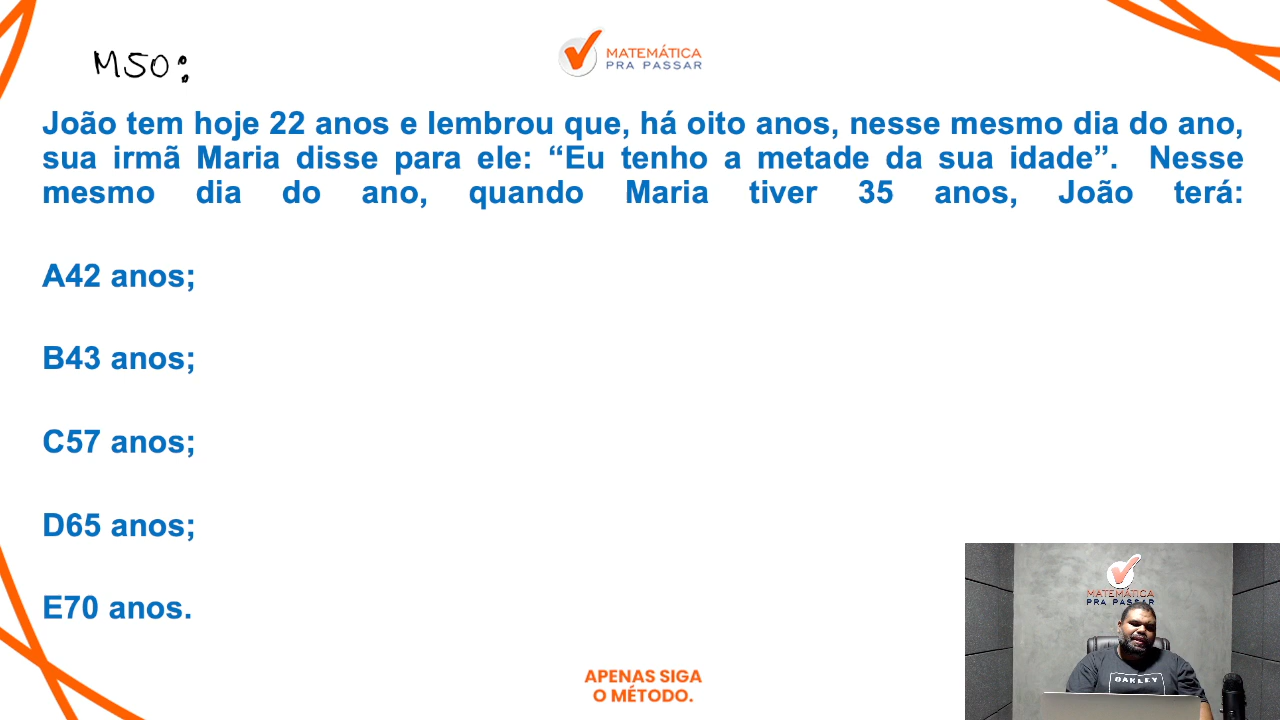 M50:
MATEMÁTICA
PRA PASSAR
João tem hoje 22 anos e lembrou que, há oito anos, nesse mesmo dia do ano,
sua irmã Maria disse para ele: “Eu tenho a metade da sua idade”. Nesse
mesmo dia do ano, quando Maria tiver 35 anos, João terá:
A42 anos;
B43 anos;
C57 anos;
D65 anos;
E70 anos.
MATEMÁTICA
PRA PASSAR
OAKLEY
APENAS SIGA
O MÉTODO.